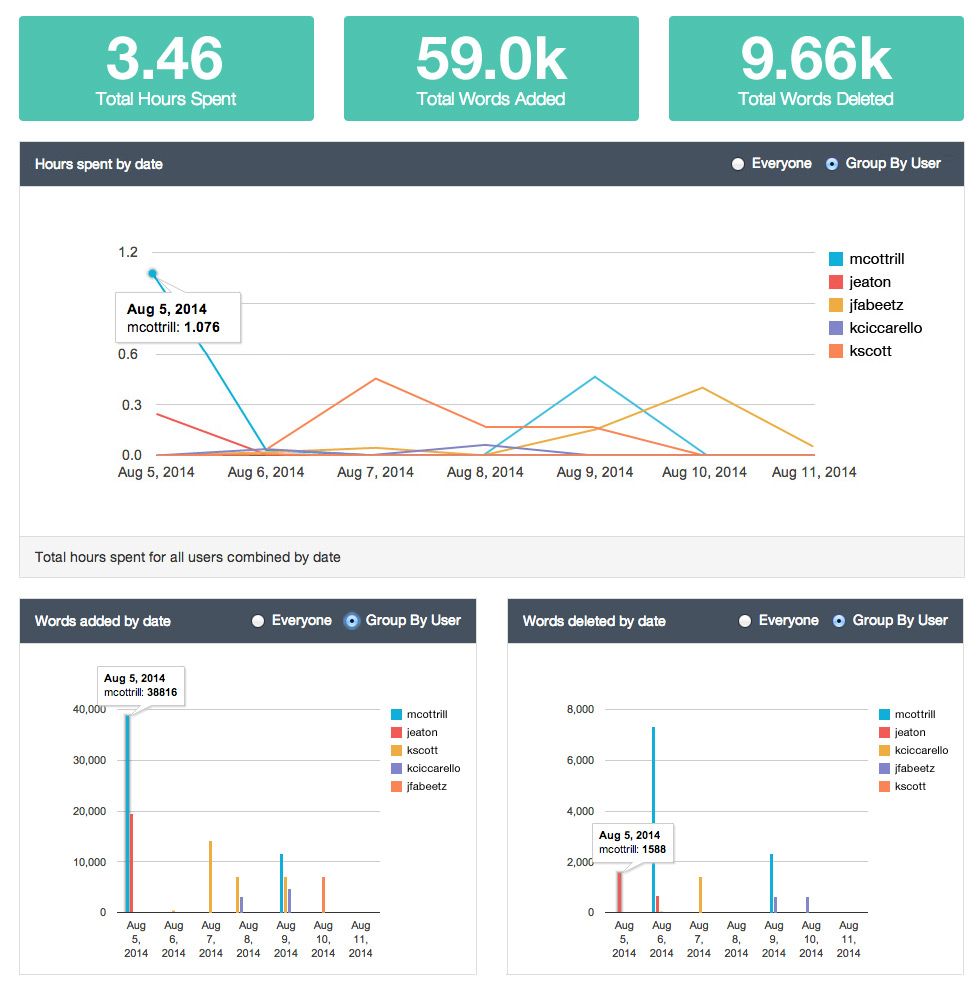 3.46
Total Hours Spent
59.0k
Total Words Added
9.66k
Total Words Deleted
Hours spent by date
Everyone
Group By User
1.2
0.6
0.3
0.0
Aug 5, 2014
mcottrill: 1.076
Aug 5, 2014
Aug 6, 2014
Aug 7, 2014
Aug 8, 2014
Aug 9, 2014
Aug 10, 2014
Aug 11, 2014
mcottrill
jeaton
jfabeetz
kciccarello
kscott
Total hours spent for all users combined by date
Words added by date
Everyone
Group By User
Aug 5, 2014
mcottrill: 38816
40,000
30,000
20,000
10,000
0
Aug
5,
2014
Aug
6,
2014
Aug
7,
2014
Aug
8,
2014
Aug
9,
2014
Aug
10,
2014
Aug
11,
2014
mcottrill
jeaton
kscott
kciccarello
jfabeetz
Words deleted by date
Everyone
Group By User
8,000
6,000
4,000
2,000
0
Aug 5, 2014
mcottrill: 1588
Aug
5,
2014
Aug
6,
2014
Aug
7,
2014
Aug
8,
2014
Aug
9,
2014
Aug
10,
2014
Aug
11,
2014
mcottrill
jeaton
kciccarello
jfabeetz
kscott